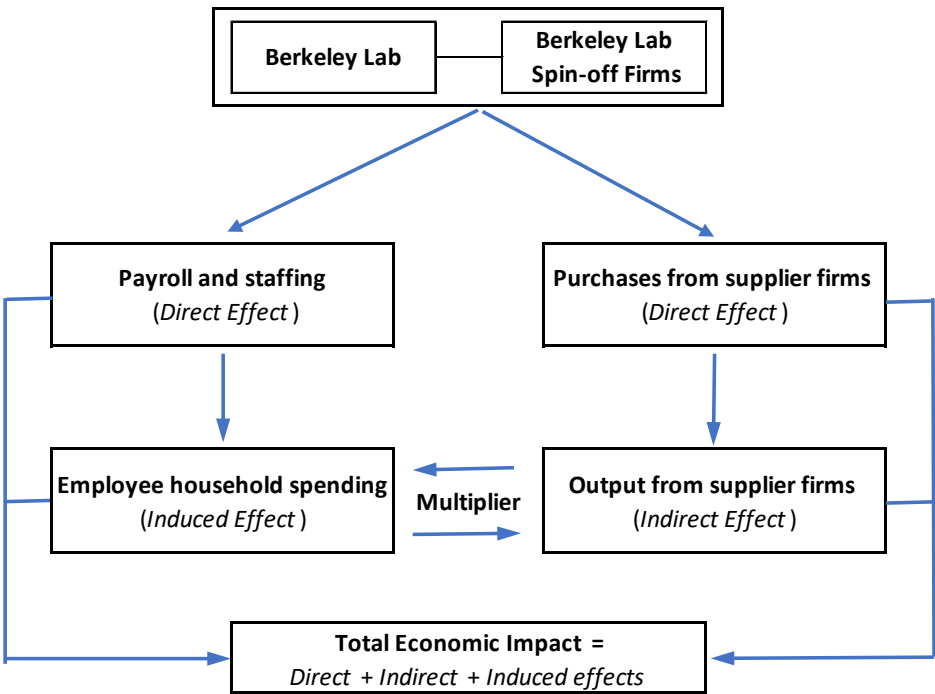 Berkeley Lab
Berkeley Lab
Spin-off Firms
Payroll and staffing
(Direct Effect )
Purchases from supplier firms
(Direct Effect )
Employee household spending
(Induced Effect )
Multiplier
Output from supplier firms
(Indirect Effect )
Total Economic Impact =
Direct + Indirect + Induced effects